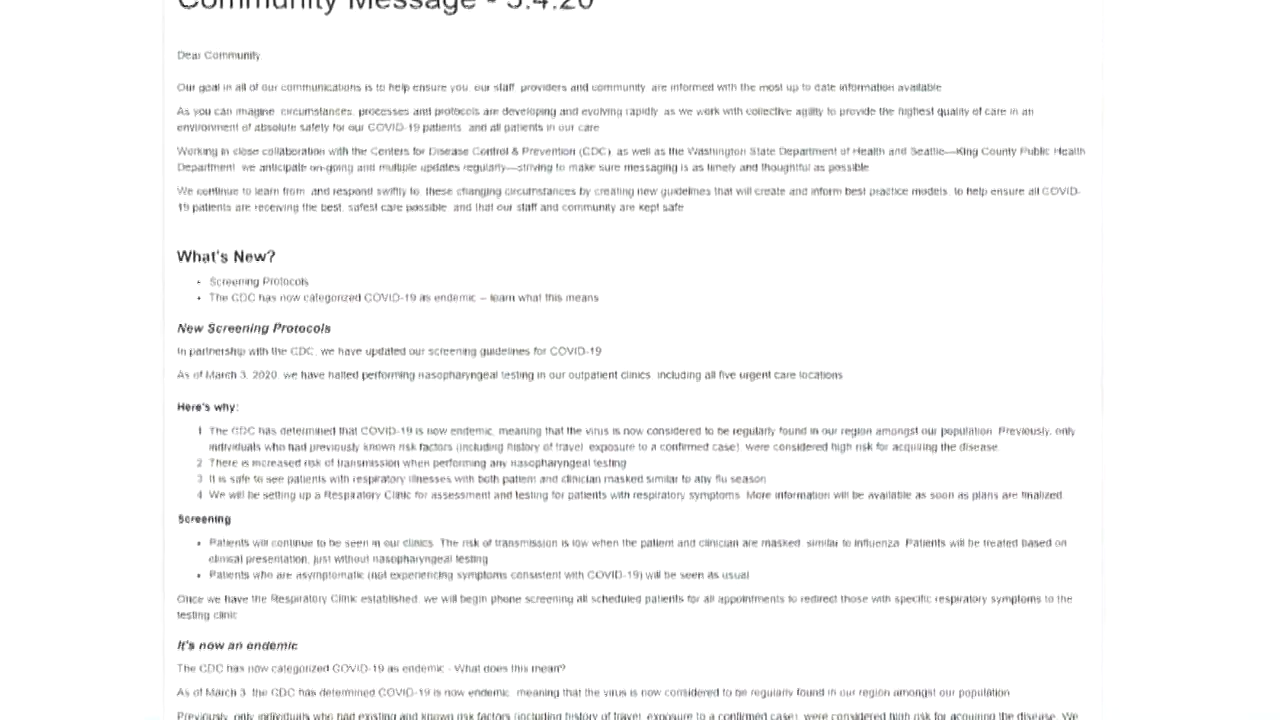 Community Message - 3.4.20
Dear Community
Our goal in all of our communications is to help ensure you, our staff, providers and community, are informed with the most up to date information available
As you can imagine, circumstances, processes and protocols are developing and evolving rapidly, as we work with collective agility to provide the highest quality of care in an
environment of absolute safety for our COVID-19 patients, and all patients in our care
Working in close collaboration with the Centers for Disease Control & Prevention (CDC), as well as the Washington State Department of Health and Seattle—King County Public Health
Department, we anticipate on-going and multiple updates regularly—striving to make sure messaging is as timely and thoughtful as possible
We continue to learn from, and respond swiftly to, these changing circumstances by creating new guidelines that will create and inform best practice models, to help ensure all COVID-
19 patients are receiving the best, safest care possible, and that our staff and community are kept safe
What's New?
• Screening Protocols
• The CDC has now categorized COVID-19 as endemic – learn what this means
New Screening Protocols
In partnership with the CDC, we have updated our screening guidelines for COVID-19
As of March 3, 2020, we have halted performing nasopharyngeal testing in our outpatient clinics, including all five urgent care locations
Here's why:
1 The CDC has determined that COVID-19 is now endemic, meaning that the virus is now considered to be regularly found in our region amongst our population. Previously, only
individuals who had previously known risk factors (including history of travel, exposure to a confirmed case), were considered high risk for acquiring the disease
2 There is increased risk of transmission when performing any nasopharyngeal testing
3 It is safe to see patients with respiratory illnesses with both patient and clinician masked similar to any flu season
4 We will be setting up a Respiratory Clinic for assessment and testing for patients with respiratory symptoms. More information will be available as soon as plans are finalized
Screening
• Patients will continue to be seen in our clinics. The risk of transmission is low when the patient and clinician are masked, similar to Influenza. Patients will be treated based on
clinical presentation, just without nasopharyngeal testing
• Patients who are asymptomatic (not experiencing symptoms consistent with COVID-19) will be seen as usual
Once we have the Respiratory Clinic established, we will begin phone screening all scheduled patients for all appointments to redirect those with specific respiratory symptoms to the
testing clinic
It's now an endemic
The CDC has now categorized COVID-19 as endemic - What does this mean?
As of March 3, the CDC has determined COVID-19 is now endemic, meaning that the virus is now considered to be regularly found in our region amongst our population
Previously, only individuals who had existing and known risk factors (including history of travel, exposure to a confirmed case), were considered high risk for acquiring the disease. We